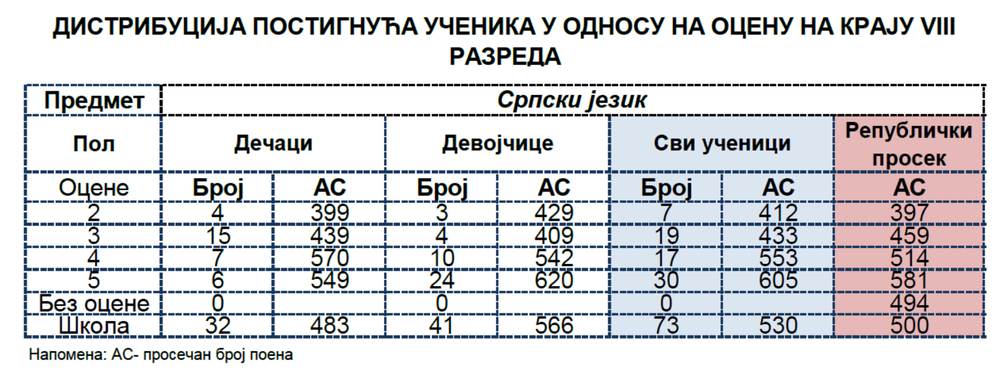 ДИСТРИБУЦИЈА ПОСТИГНУЋА УЧЕНИКА У ОДНОСУ НА ОЦЕНУ НА КРАЈУ VIII
РАЗРЕДА
Предмет Српски језик
Пол Дечаци Девојчице Сви ученици Републички просек
Оцене Број АС Број АС Број АС АС
2 4 399 3 429 7 412 397
3 15 439 4 409 19 433 459
4 7 570 10 542 17 553 514
5 6 549 24 620 30 605 581
Без оцене 0 0 0 494
Школа 32 483 41 566 73 530 500
Напомена: АС- просечан број поена